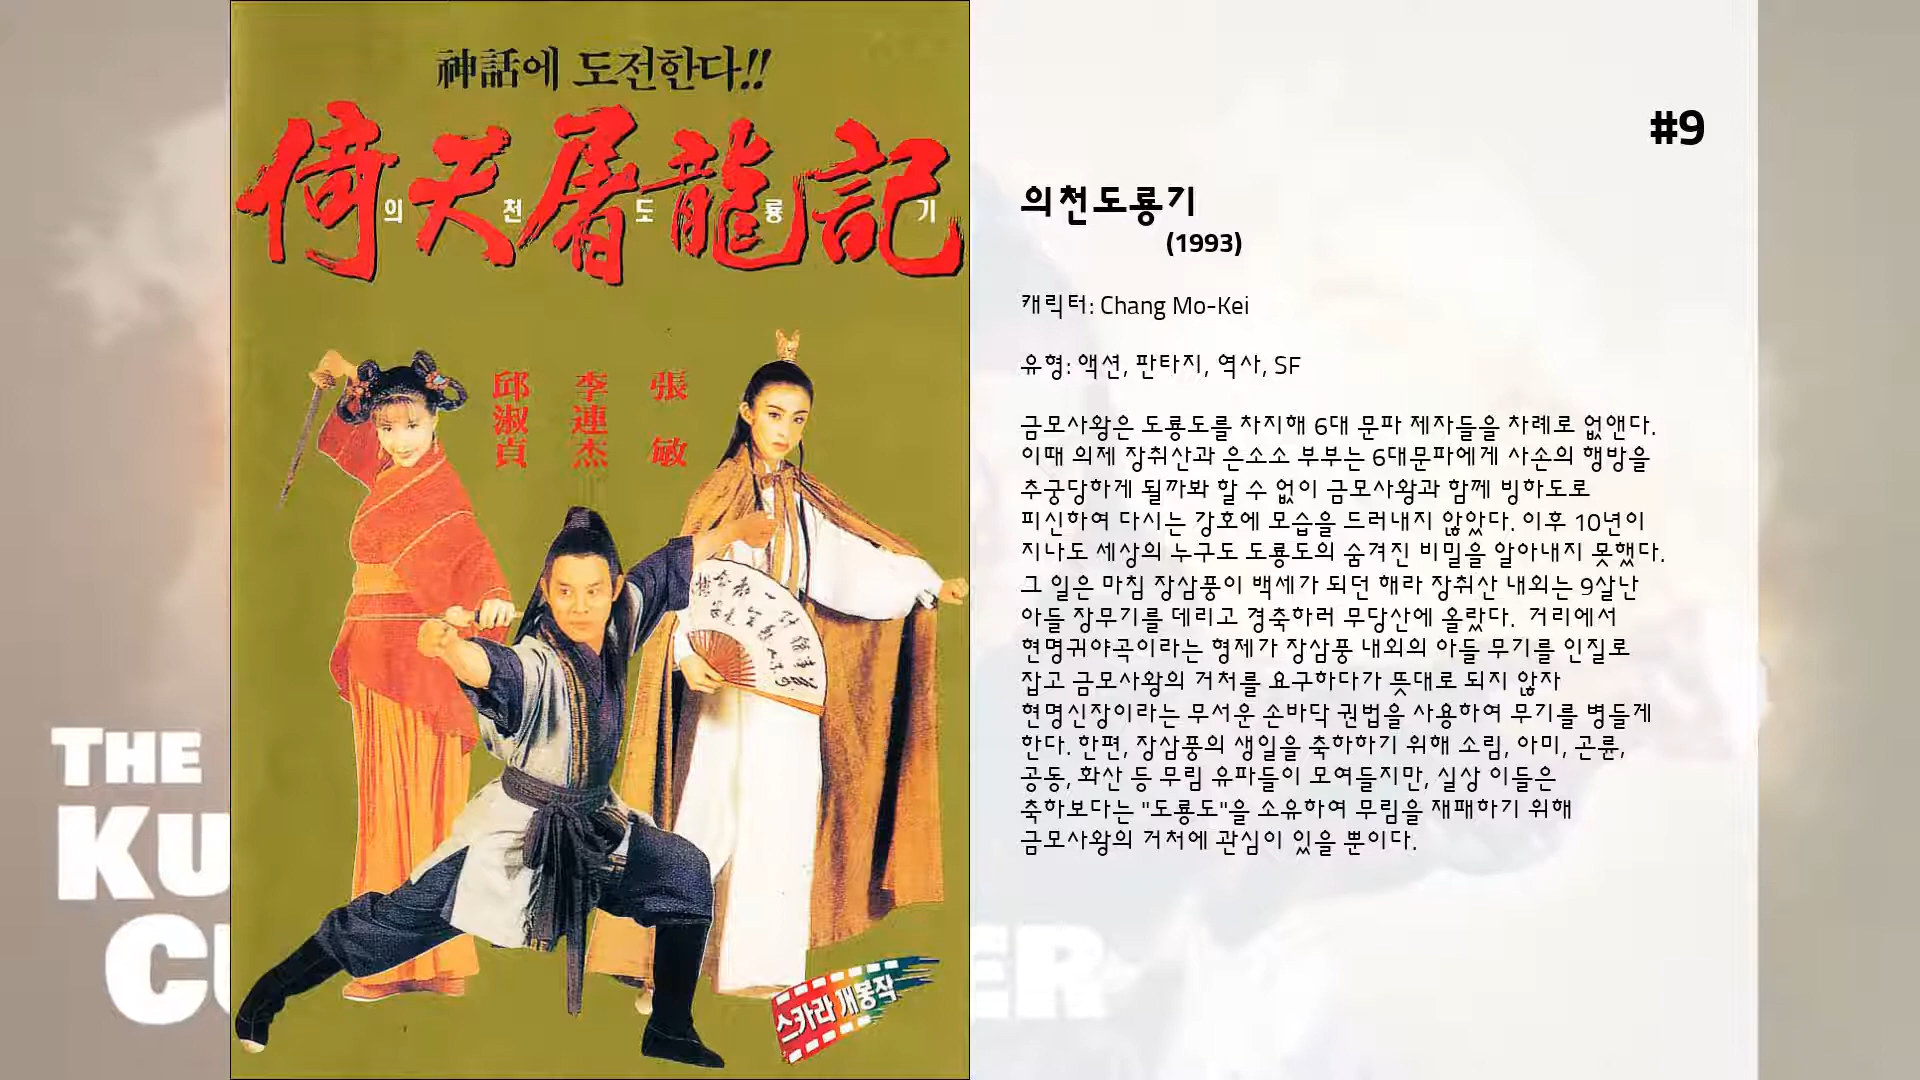 神話에 도전한다!!
倚天屠龍記
의천도룡기
邱淑貞 李連杰 張敏
스카라 개봉작
THE
KU
CU
ER
#9
의천도룡기
(1993)
캐릭터: Chang Mo-Kei
유형: 액션, 판타지, 역사, SF
금모사왕은 도룡도를 차지해 6대 문파 제자들을 차례로 없앤다.
이때 의제 장취산과 은소소 부부는 6대문파에게 사손의 행방을
추궁당하게 될까봐 할 수 없이 금모사왕과 함께 빙하도로
피신하여 다시는 강호에 모습을 드러내지 않았다. 이후 10년이
지나도 세상의 누구도 도룡도의 숨겨진 비밀을 알아내지 못했다.
그 일은 마침 장삼풍이 백세가 되던 해라 장취산 내외는 9살난
아들 장무기를 데리고 경축하러 무당산에 올랐다. 거리에서
현명귀야곡이라는 형제가 장삼풍 내외의 아들 무기를 인질로
잡고 금모사왕의 거처를 요구하다가 뜻대로 되지 않자
현명신장이라는 무서운 손바닥 권법을 사용하여 무기를 병들게
한다. 한편, 장삼풍의 생일을 축하하기 위해 소림, 아미, 곤륜,
공동, 화산 등 무림 유파들이 모여들지만, 실상 이들은
축하보다는 "도룡도"을 소유하여 무림을 재패하기 위해
금모사왕의 거처에 관심이 있을 뿐이다.